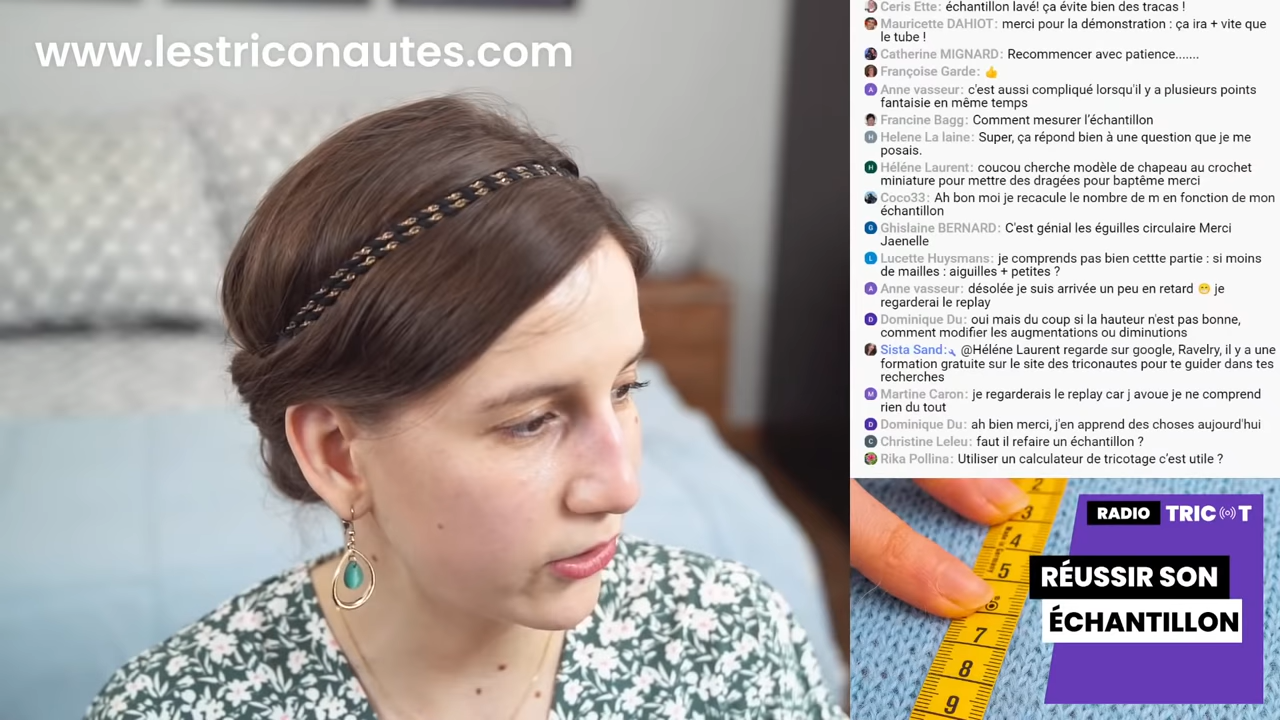 www.lestriconautes.com
Ceris Ette: échantillon lavé! ça évite bien des tracas !
Mauricette DAHIOT: merci pour la démonstration : ça ira + vite que
le tube !
Catherine MIGNARD: Recommencer avec patience.......
Françoise Garde: 👍
A Anne vasseur: c'est aussi compliqué lorsqu'il y a plusieurs points
fantaisie en même temps
Francine Bagg: Comment mesurer l'échantillon
H Helene La laine: Super, ça répond bien à une question que je me
posais.
H Héléne Laurent: coucou cherche modèle de chapeau au crochet
miniature pour mettre des dragées pour baptême merci
Coco33: Ah bon moi je recacule le nombre de m en fonction de mon
échantillon
G Ghislaine BERNARD: C'est génial les éguilles circulaire Merci
Jaenelle
L Lucette Huysmans: je comprends pas bien cettte partie : si moins
de mailles : aiguilles + petites ?
A Anne vasseur: désolée je suis arrivée un peu en retard 😁 je
regarderai le replay
D Dominique Du: oui mais du coup si la hauteur n'est pas bonne,
comment modifier les augmentations ou diminutions
Sista Sand: @Héléne Laurent regarde sur google, Ravelry, il y a une
formation gratuite sur le site des triconautes pour te guider dans tes
recherches
M Martine Caron: je regarderais le replay car j avoue je ne comprend
rien du tout
D Dominique Du: ah bien merci, j'en apprend des choses aujourd'hui
C Christine Leleu: faut il refaire un échantillon ?
Rika Pollina: Utiliser un calculateur de tricotage c'est utile ?
RADIO TRICOT
RÉUSSIR SON
ÉCHANTILLON
2
3
4
5
6
7
8
9